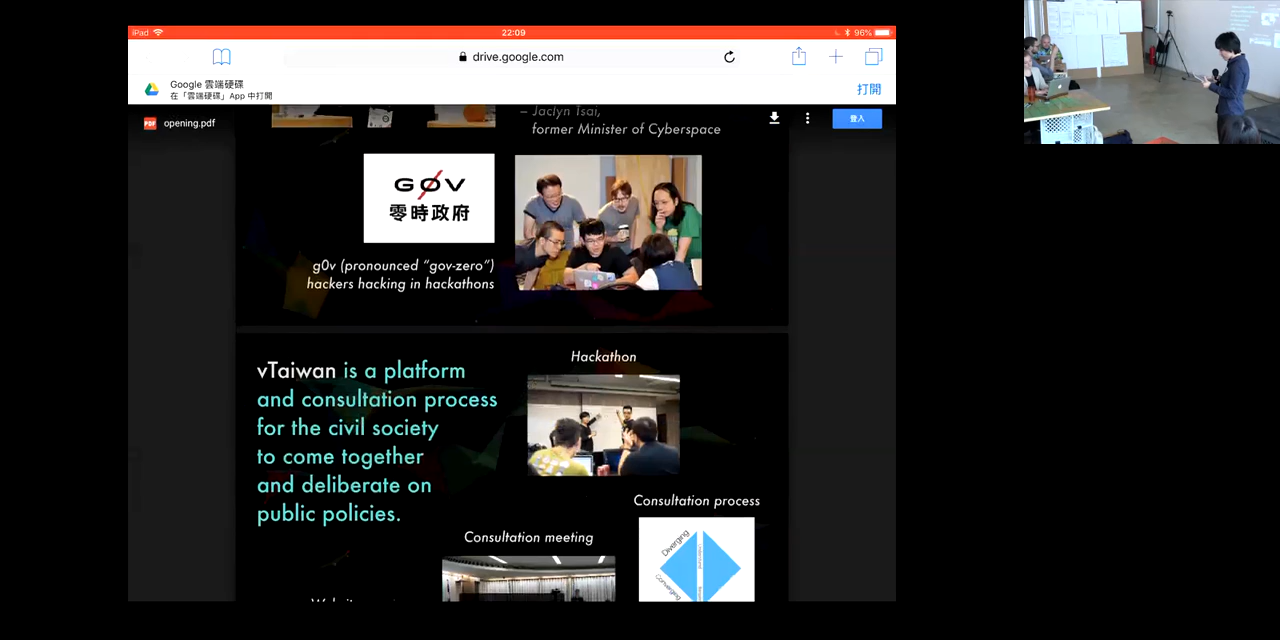 iPad
22:09
96%
drive.google.com
Google 雲端硬碟
在「雲端硬碟」App 中打開
打開
opening.pdf
登入
– Jaclyn Tsai,
former Minister of Cyberspace
G0V
零時政府
g0v (pronounced “gov-zero”)
hackers hacking in hackathons
vTaiwan is a platform
and consultation process
for the civil society
to come together
and deliberate on
public policies.
Hackathon
Consultation process
Consultation meeting
Diverging
Converging